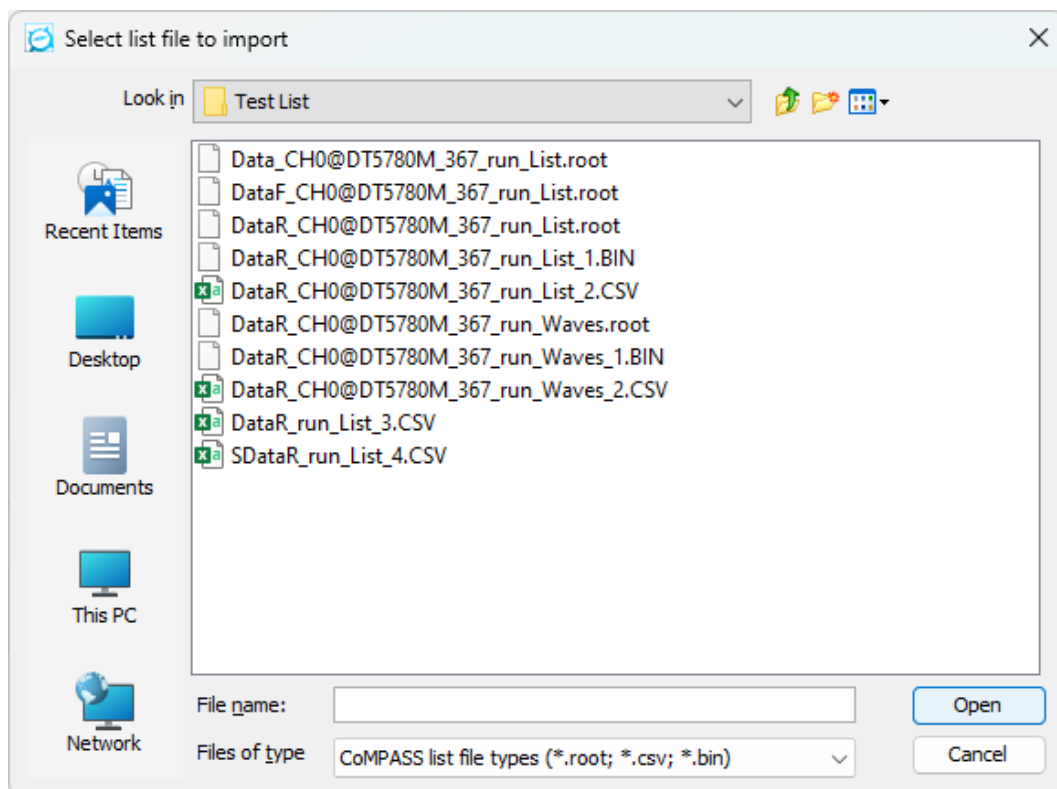 Select list file to import
Look in
Test List
Recent Items
Desktop
Documents
This PC
Network
Data_CH0@DT5780M_367_run_List.root
DataF_CH0@DT5780M_367_run_List.root
DataR_CH0@DT5780M_367_run_List.root
DataR_CH0@DT5780M_367_run_List_1.BIN
DataR_CH0@DT5780M_367_run_List_2.CSV
DataR_CH0@DT5780M_367_run_Waves.root
DataR_CH0@DT5780M_367_run_Waves_1.BIN
DataR_CH0@DT5780M_367_run_Waves_2.CSV
DataR_run_List_3.CSV
SDataR_run_List_4.CSV
File name:
Open
Files of type
CoMPASS list file types (*.root; *.csv; *.bin)
Cancel